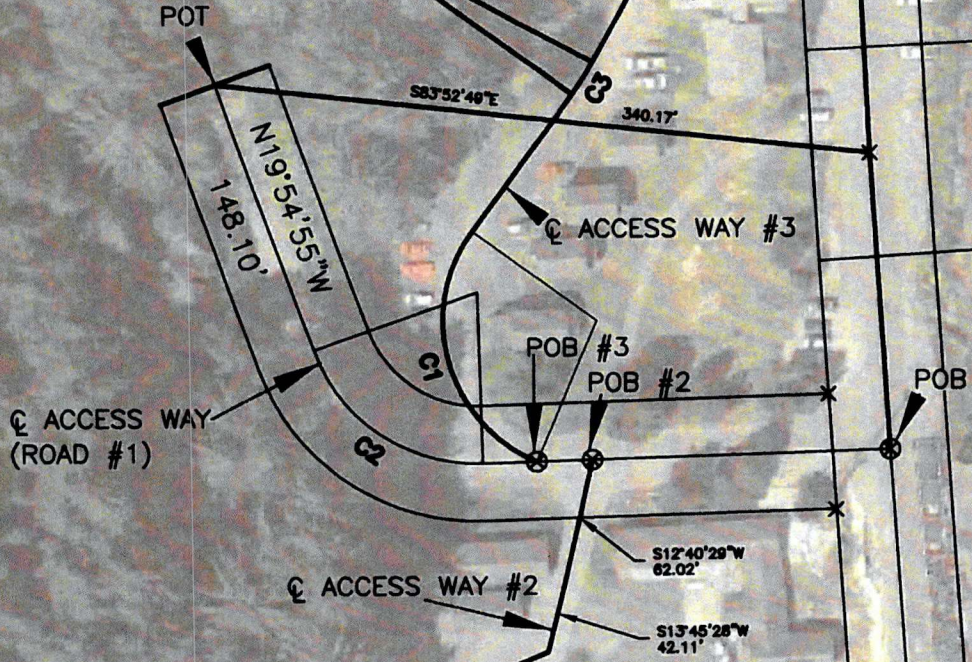 POT
S83°52'49"E
C3
340.17'
N19°54'55"W
148.10'
℄ ACCESS WAY #3
C1
POB #3
POB #2
POB
℄ ACCESS WAY
(ROAD #1)
C2
S12°40'29"W
62.02'
℄ ACCESS WAY #2
S13°45'28"W
42.11'